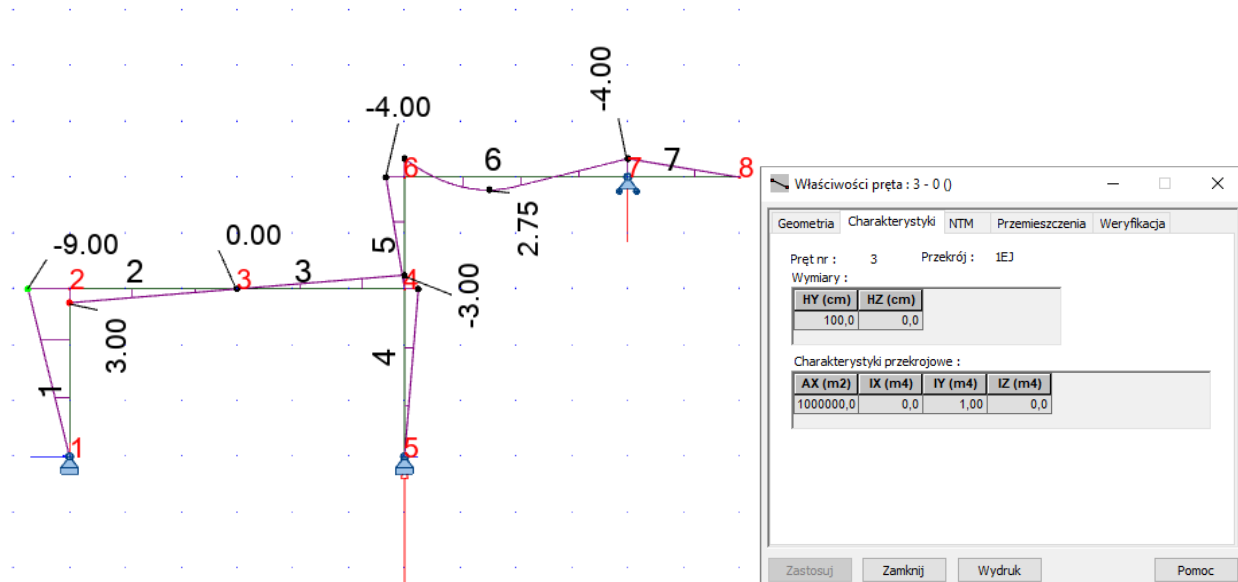 -4.00
-4.00
6
6
7
7
8
2.75
-9.00
0.00
5
2
2
3
3
4
-3.00
3.00
4
1
1
5
Właściwości pręta : 3 - 0 ()
Geometria Charakterystyki NTM Przemieszczenia Weryfikacja
Pręt nr : 3 Przekrój : 1EJ
Wymiary :
HY (cm) HZ (cm)
100,0 0,0
Charakterystyki przekrojowe :
AX (m2) IX (m4) IY (m4) IZ (m4)
1000000,0 0,0 1,00 0,0
Zastosuj Zamknij Wydruk Pomoc